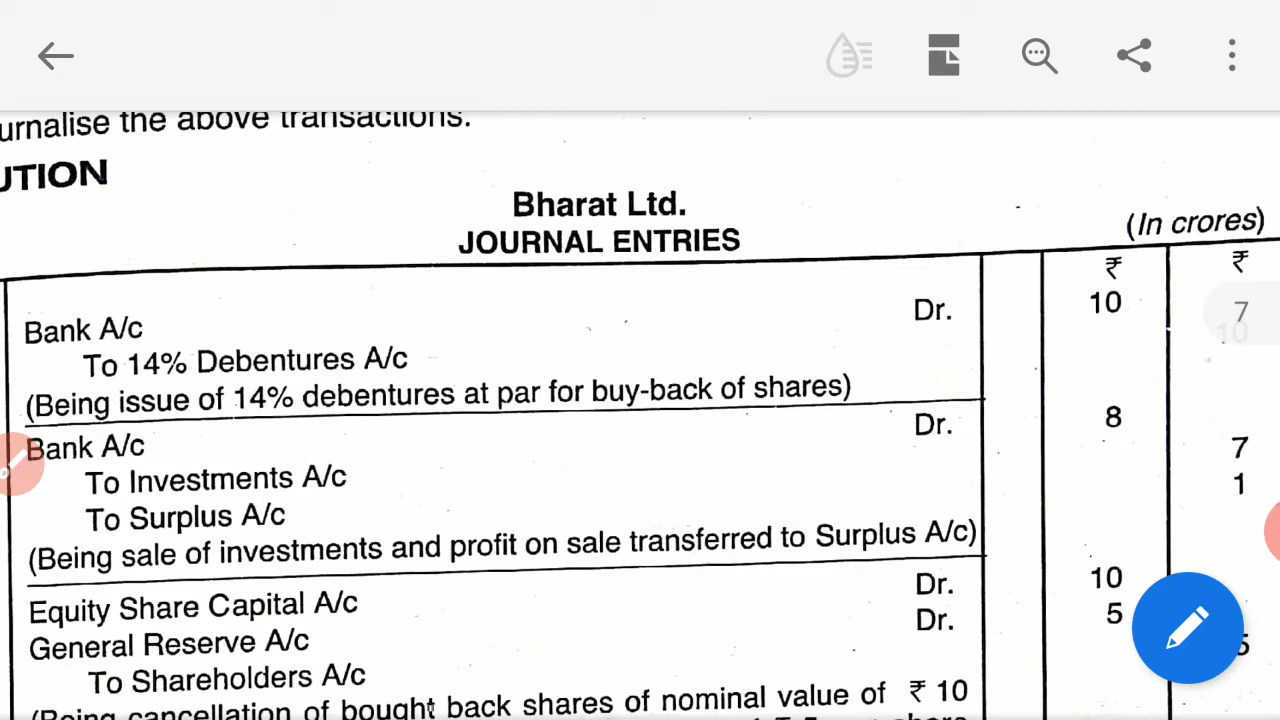 urnalise the above transactions.
UTION
Bharat Ltd.
JOURNAL ENTRIES
(In crores)
₹ ₹
Bank A/c Dr. 10
To 14% Debentures A/c 10
(Being issue of 14% debentures at par for buy-back of shares)
Bank A/c Dr. 8
To Investments A/c 7
To Surplus A/c 1
(Being sale of investments and profit on sale transferred to Surplus A/c)
Equity Share Capital A/c Dr. 10
General Reserve A/c Dr. 5
To Shareholders A/c 5
(Being cancellation of bought back shares of nominal value of ₹ 10
7